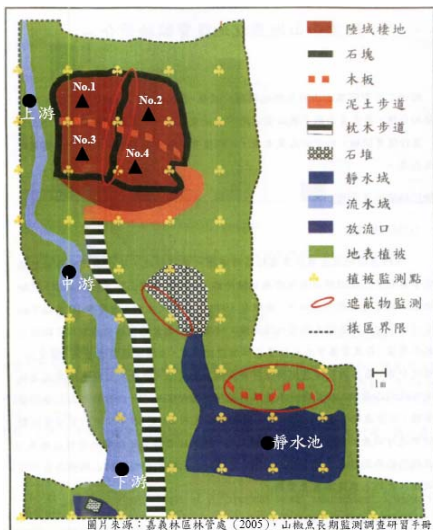 No.1
No.2
No.3
No.4
上游
中游
下游
靜水池
陸域棲地
石塊
木板
泥土步道
枕木步道
石堆
靜水域
流水域
放流口
地表植被
植被監測點
遮蔽物監測
樣區界限
1m
圖片來源：嘉義林區林管處（2005），山椒魚長期監測調查研習手冊